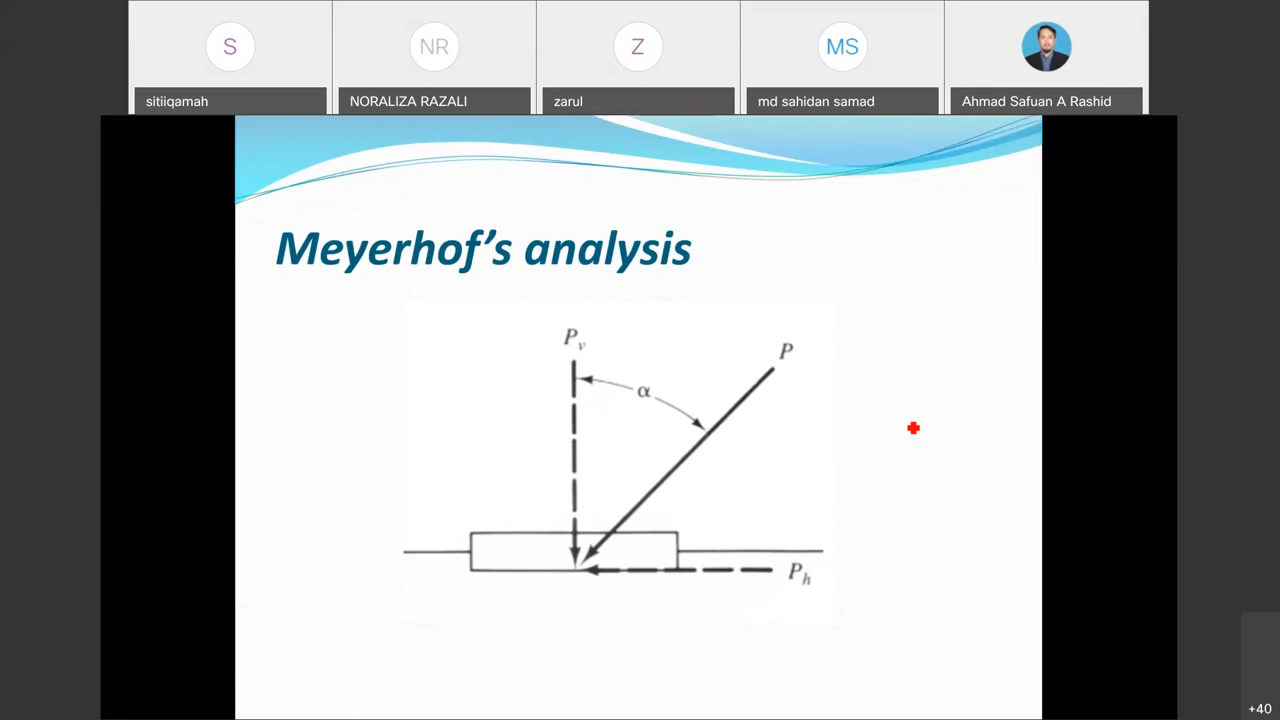 S
NR
Z
MS
sitiiqamah
NORALIZA RAZALI
zarul
md sahidan samad
Ahmad Safuan A Rashid
Meyerhof’s analysis
Pv
P
α
Ph
+40